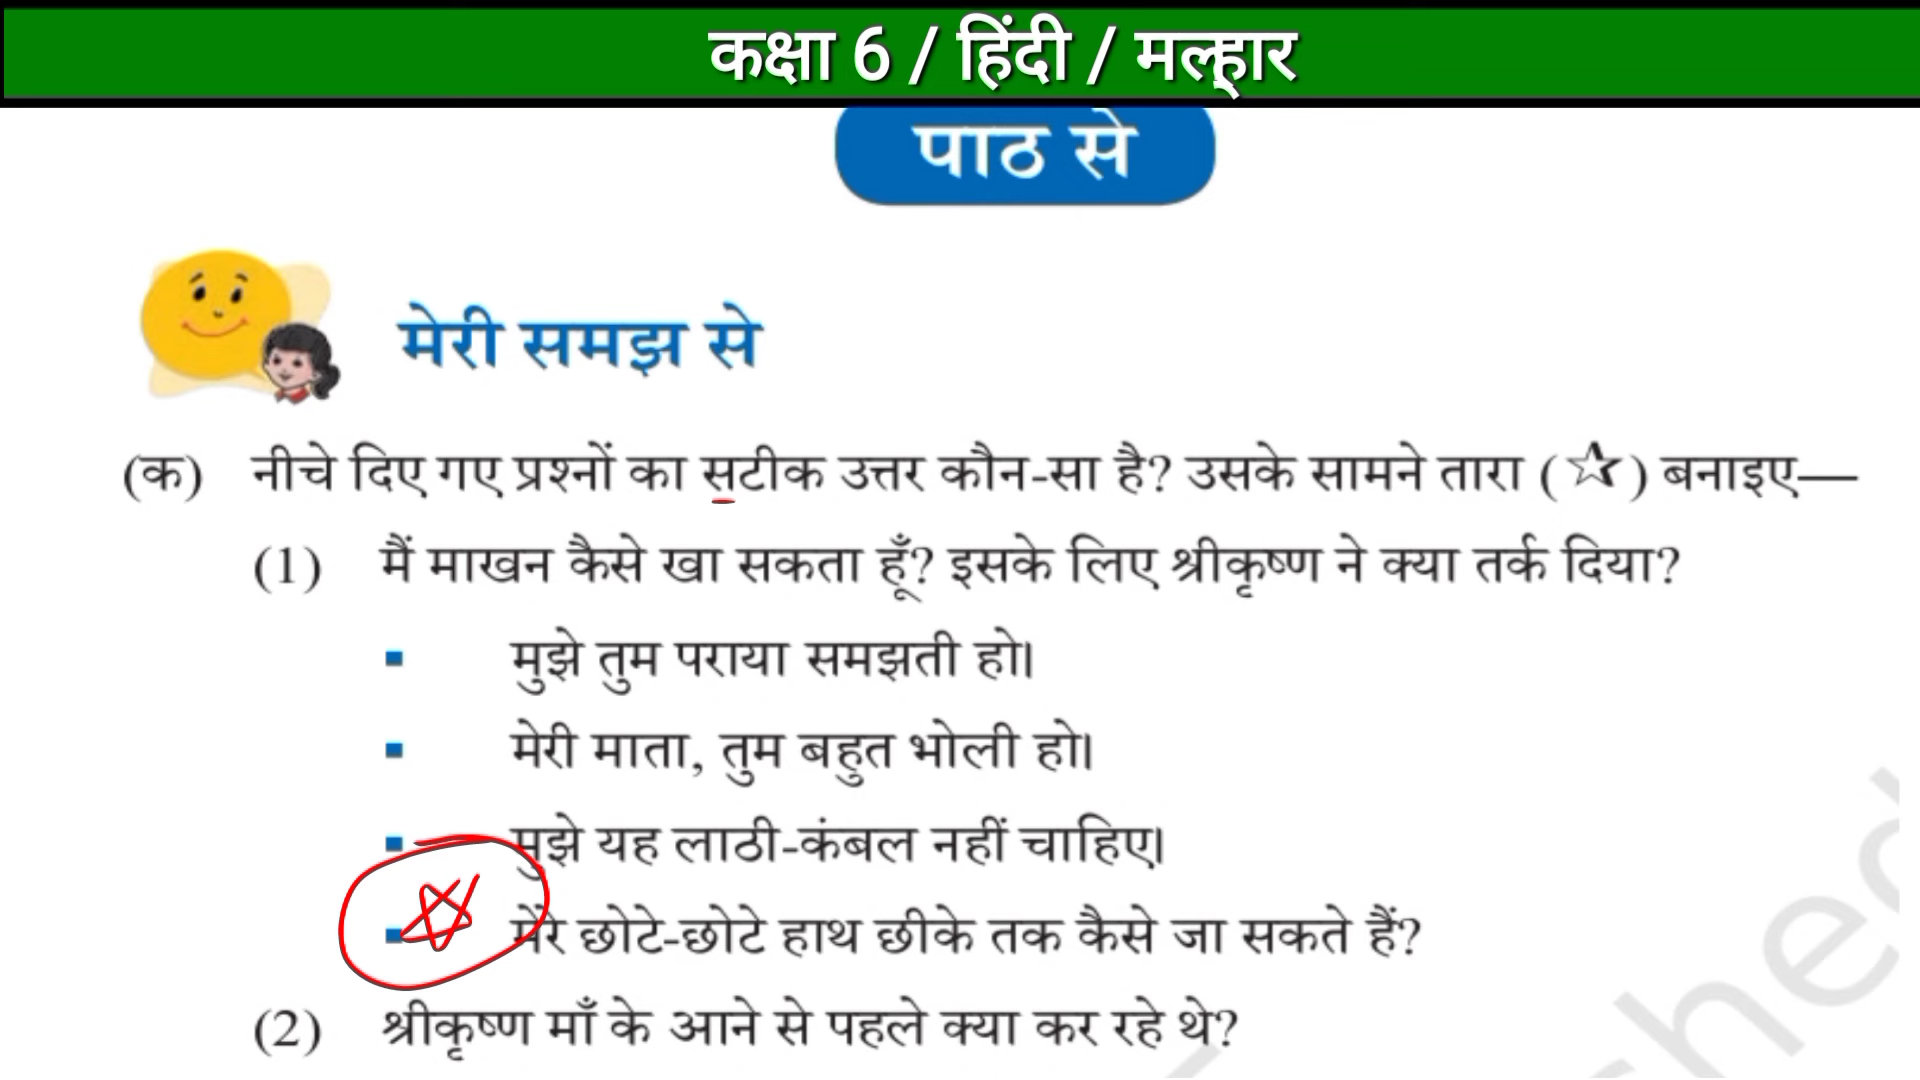 कक्षा 6 / हिंदी / मल्हार
पाठ से
मेरी समझ से
(क) नीचे दिए गए प्रश्नों का सटीक उत्तर कौन-सा है? उसके सामने तारा (☆) बनाइए—
(1) मैं माखन कैसे खा सकता हूँ? इसके लिए श्रीकृष्ण ने क्या तर्क दिया?
▪ मुझे तुम पराया समझती हो।
▪ मेरी माता, तुम बहुत भोली हो।
▪ मुझे यह लाठी-कंबल नहीं चाहिए।
▪ मेरे छोटे-छोटे हाथ छीके तक कैसे जा सकते हैं?
(2) श्रीकृष्ण माँ के आने से पहले क्या कर रहे थे?